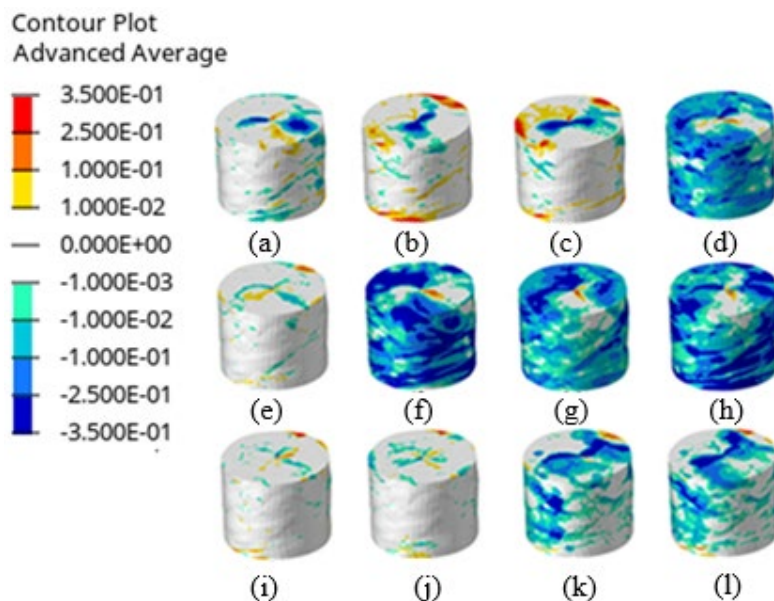 Contour Plot
Advanced Average
3.500E-01
2.500E-01
1.000E-01
1.000E-02
0.000E+00
-1.000E-03
-1.000E-02
-1.000E-01
-2.500E-01
-3.500E-01
(a) (b) (c) (d)
(e) (f) (g) (h)
(i) (j) (k) (l)